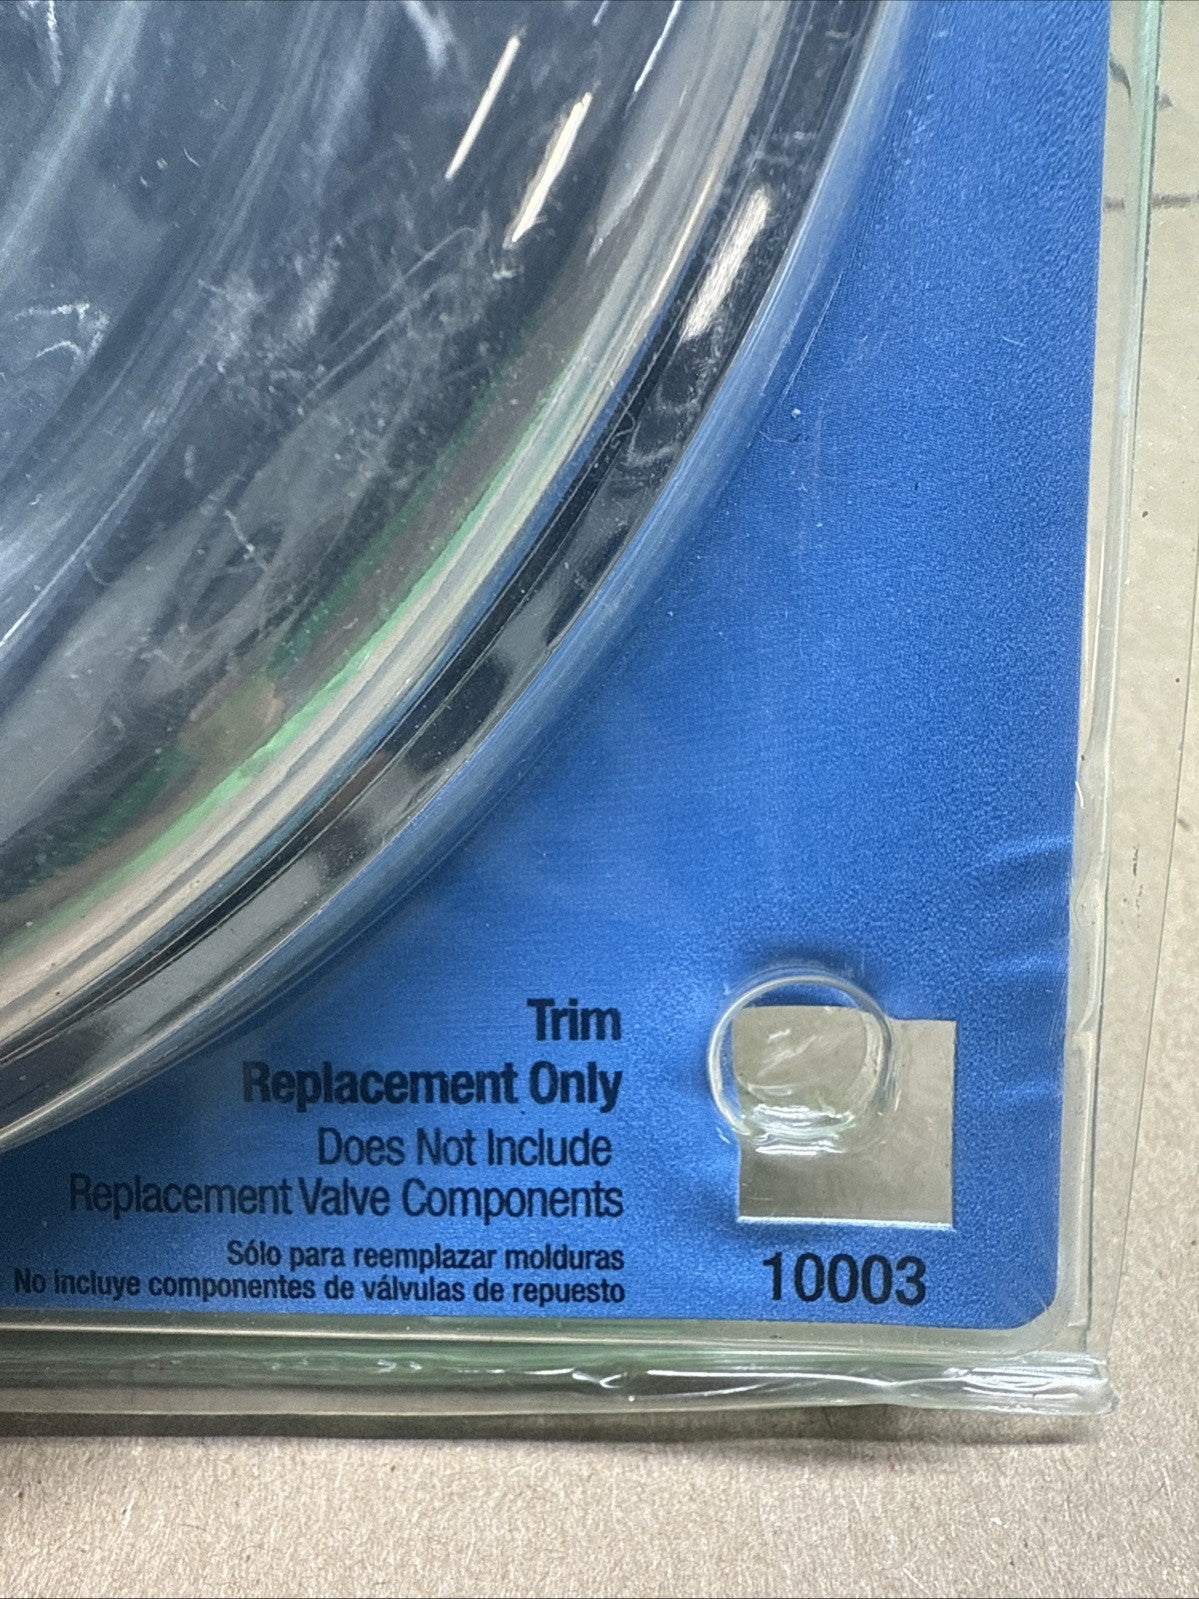 Trim
Replacement Only
Does Not Include
Replacement Valve Components
Sólo para reemplazar molduras
No incluye componentes de válvulas de repuesto
10003